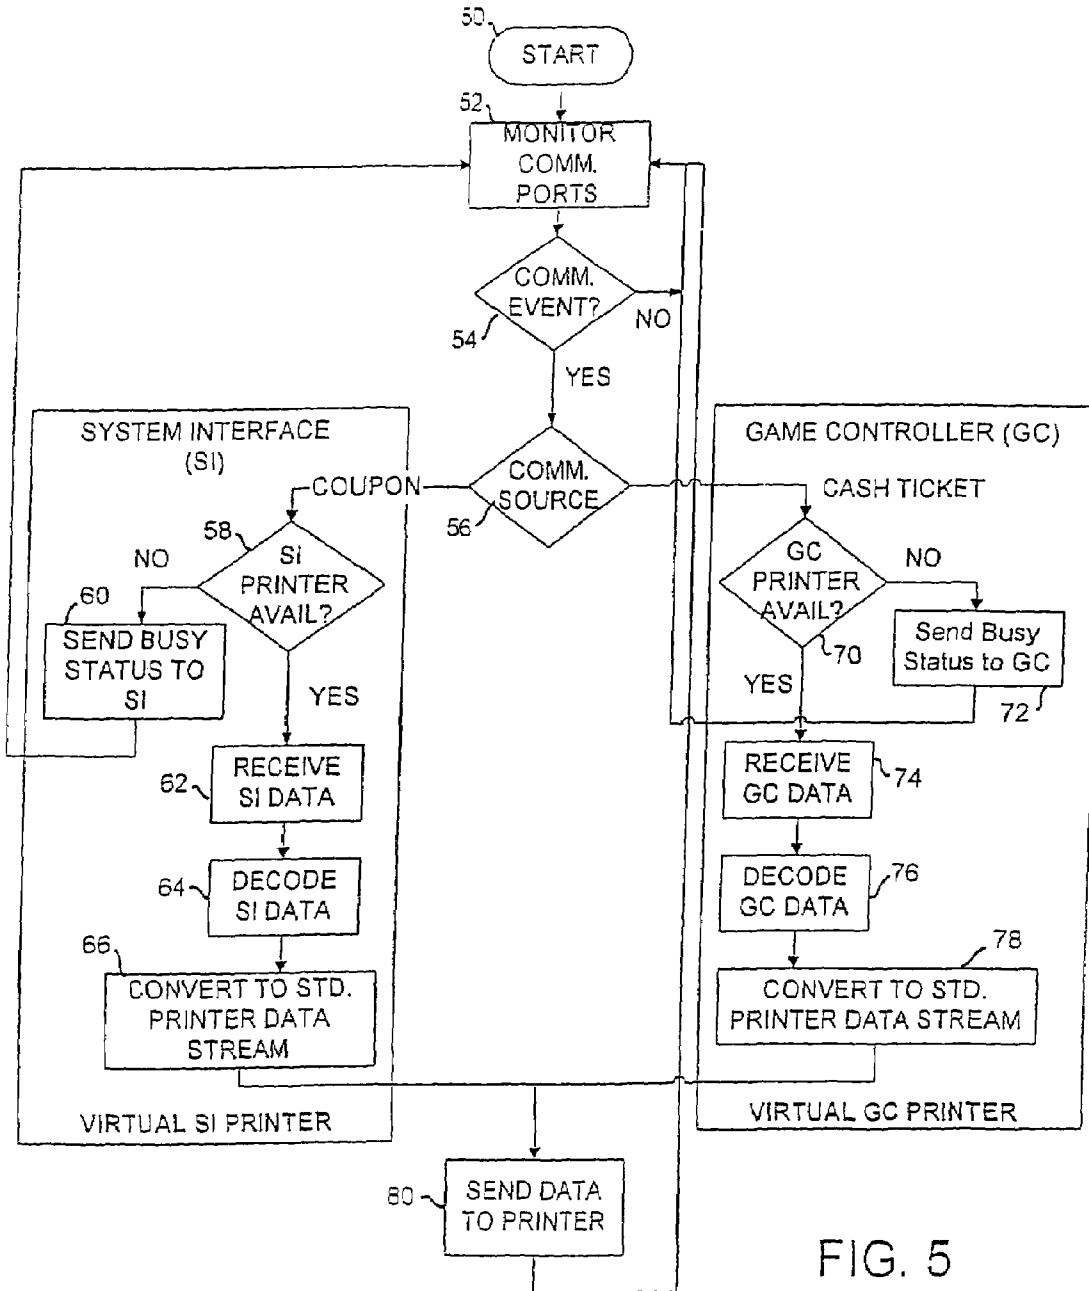 50
START
52
MONITOR
COMM.
PORTS
COMM.
EVENT?
54
NO
YES
SYSTEM INTERFACE
(SI)
GAME CONTROLLER (GC)
COMM.
SOURCE
56
COUPON
CASH TICKET
58
SI
PRINTER
AVAIL?
NO
60
SEND BUSY
STATUS TO
SI
YES
GC
PRINTER
AVAIL?
70
NO
Send Busy
Status to GC
72
YES
62
RECEIVE
SI DATA
RECEIVE
GC DATA
74
64
DECODE
SI DATA
DECODE
GC DATA
76
66
CONVERT TO STD.
PRINTER DATA
STREAM
78
CONVERT TO STD.
PRINTER DATA STREAM
VIRTUAL SI PRINTER
VIRTUAL GC PRINTER
80
SEND DATA
TO PRINTER
FIG. 5